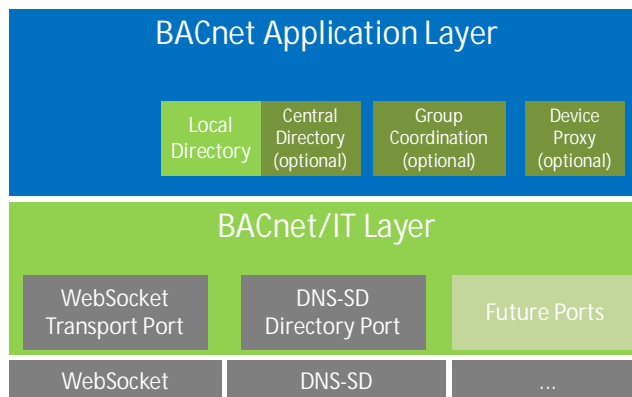 BACnet Application Layer
Local
Directory
Central
Directory
(optional)
Group
Coordination
(optional)
Device
Proxy
(optional)
BACnet/IT Layer
WebSocket
Transport Port
DNS-SD
Directory Port
Future Ports
WebSocket
DNS-SD
...